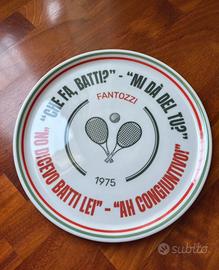 "CHE FA, BATTI?" - "MI DÀ DEL TU?"
FANTOZZI
1975
"NO DICEVO BATTI LEI" - "AH CONGIUNTIVO!"
subito